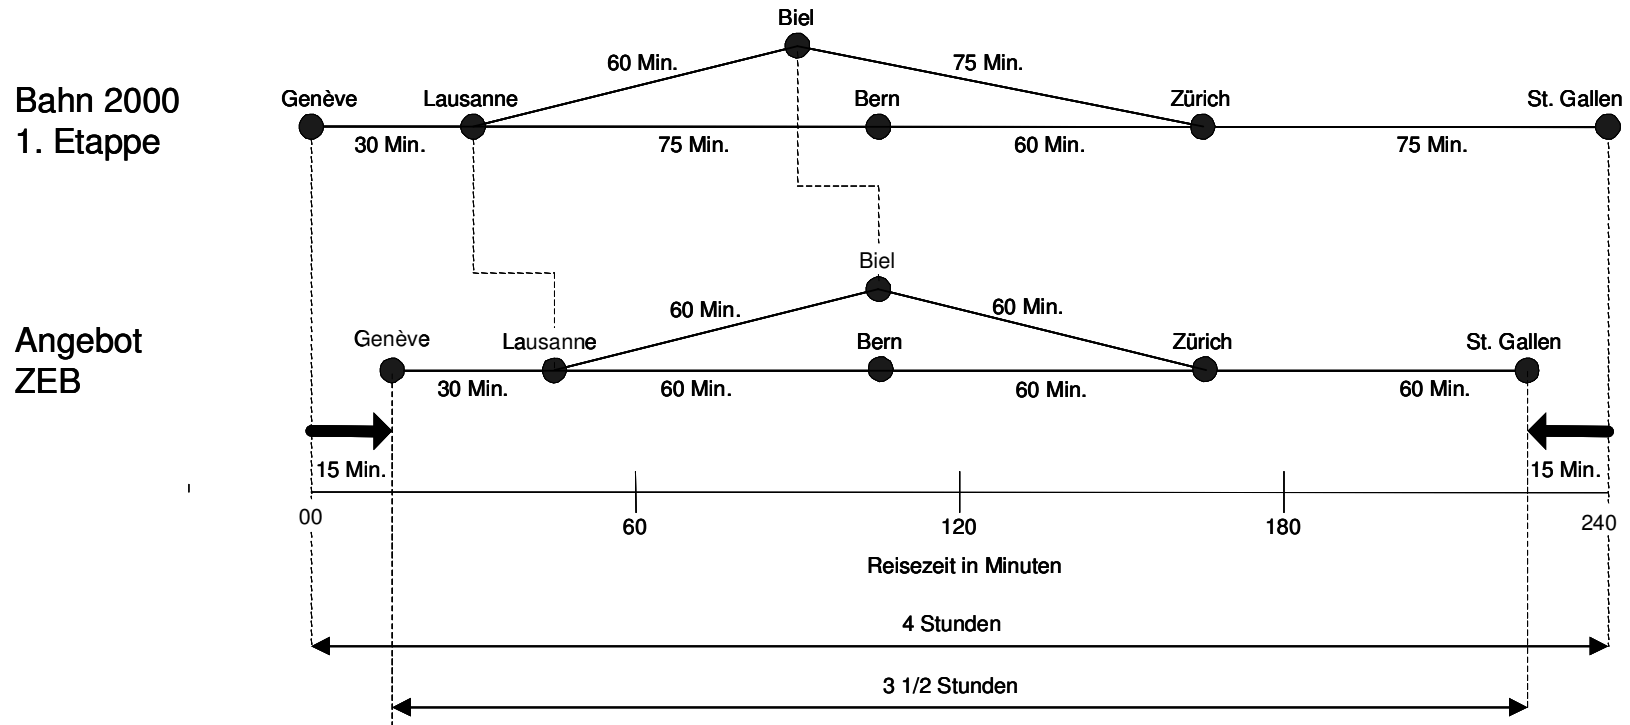 Biel
60 Min.
75 Min.
Bahn 2000
1. Etappe
Genève
Lausanne
Bern
Zürich
St. Gallen
30 Min.
75 Min.
60 Min.
75 Min.
Biel
60 Min.
60 Min.
Angebot
ZEB
Genève
Lausanne
Bern
Zürich
St. Gallen
30 Min.
60 Min.
60 Min.
60 Min.
15 Min.
15 Min.
00
60
120
180
240
Reisezeit in Minuten
4 Stunden
3 1/2 Stunden